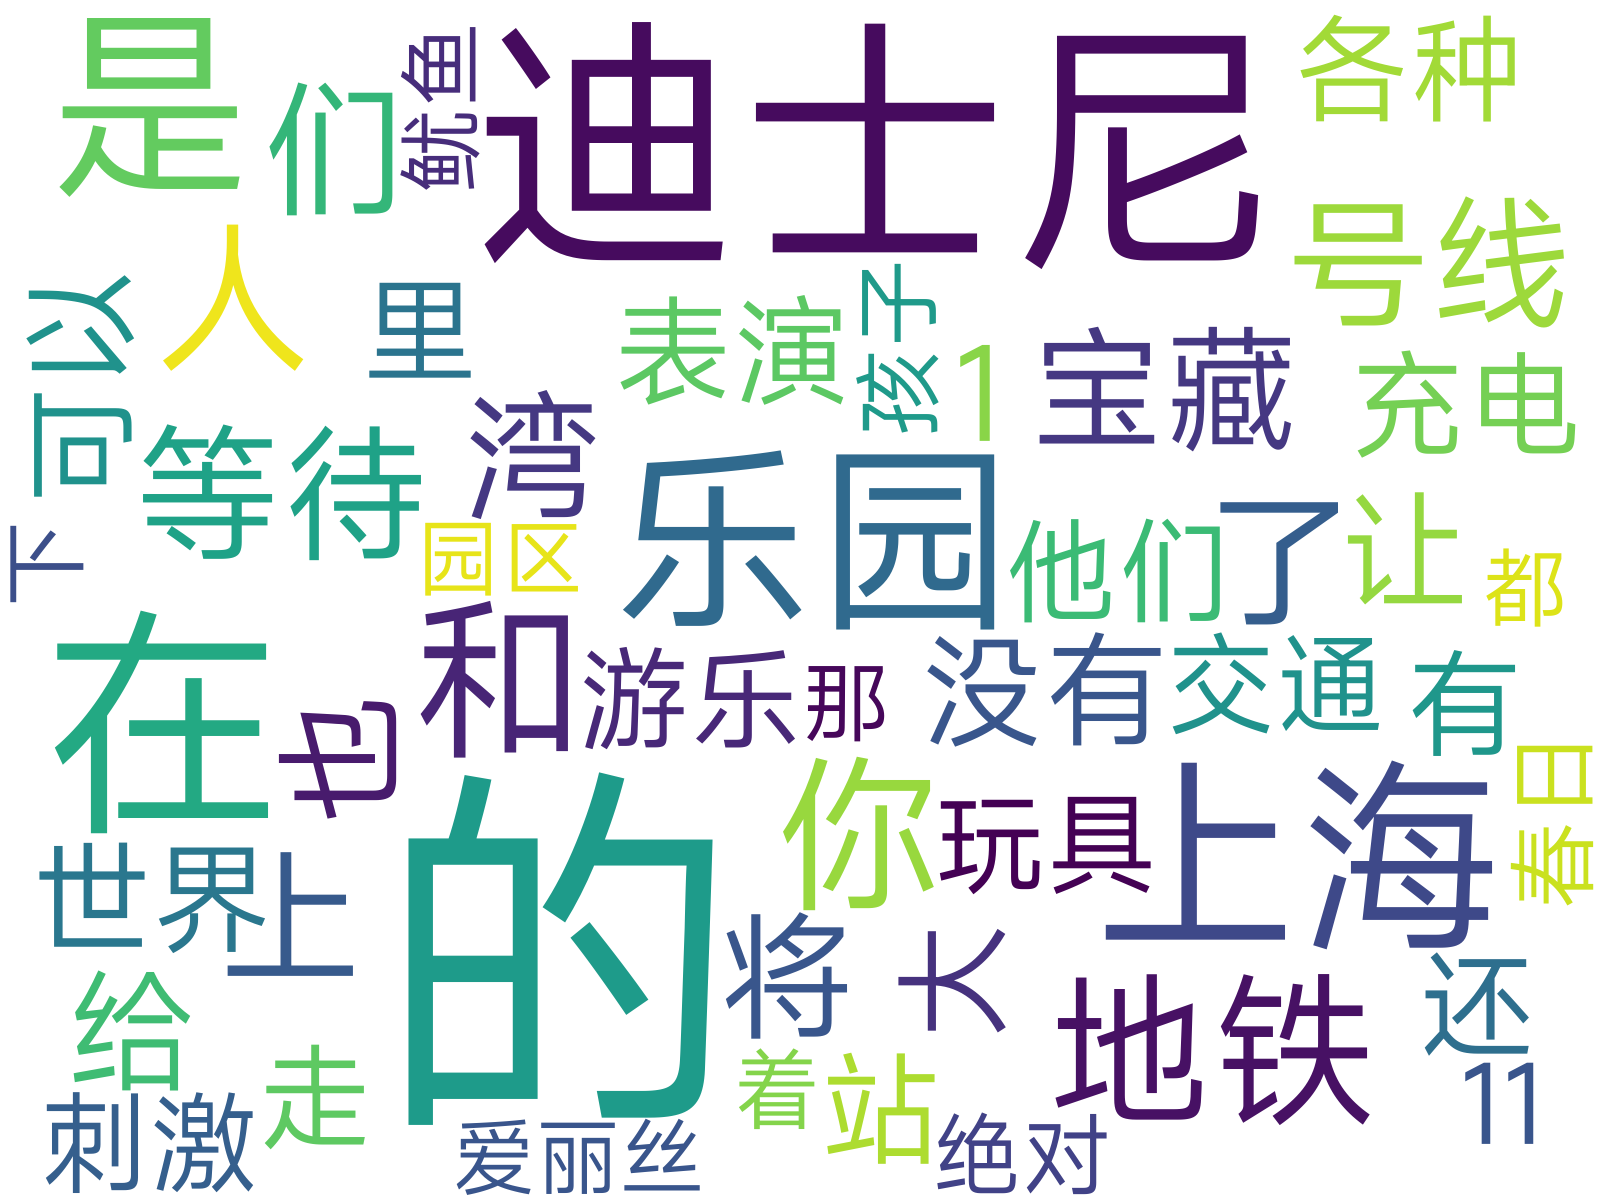 是
们
鱿鱼
迪士尼
各种
号线
人
里
可以
表演
孩子
1
宝藏
充电
等待
湾
乐园
下
园区
他们
了
让
都
在
和
游乐
那
没有
交通
有
也
的
你
玩具
上海
春日
世界
上
将
大
地铁
还
给
走
着
站
11
刺激
爱丽丝
绝对